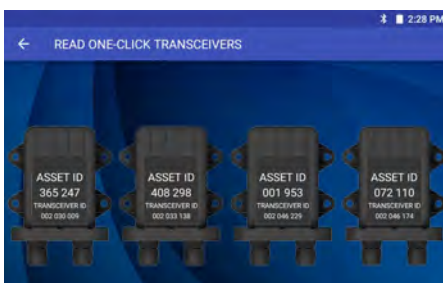 2:28 PM
READ ONE-CLICK TRANSCEIVERS
ASSET ID
365 247
TRANSCEIVER ID
002 030 009
ASSET ID
408 298
TRANSCEIVER ID
002 033 138
ASSET ID
001 953
TRANSCEIVER ID
002 046 229
ASSET ID
072 110
TRANSCEIVER ID
002 046 174